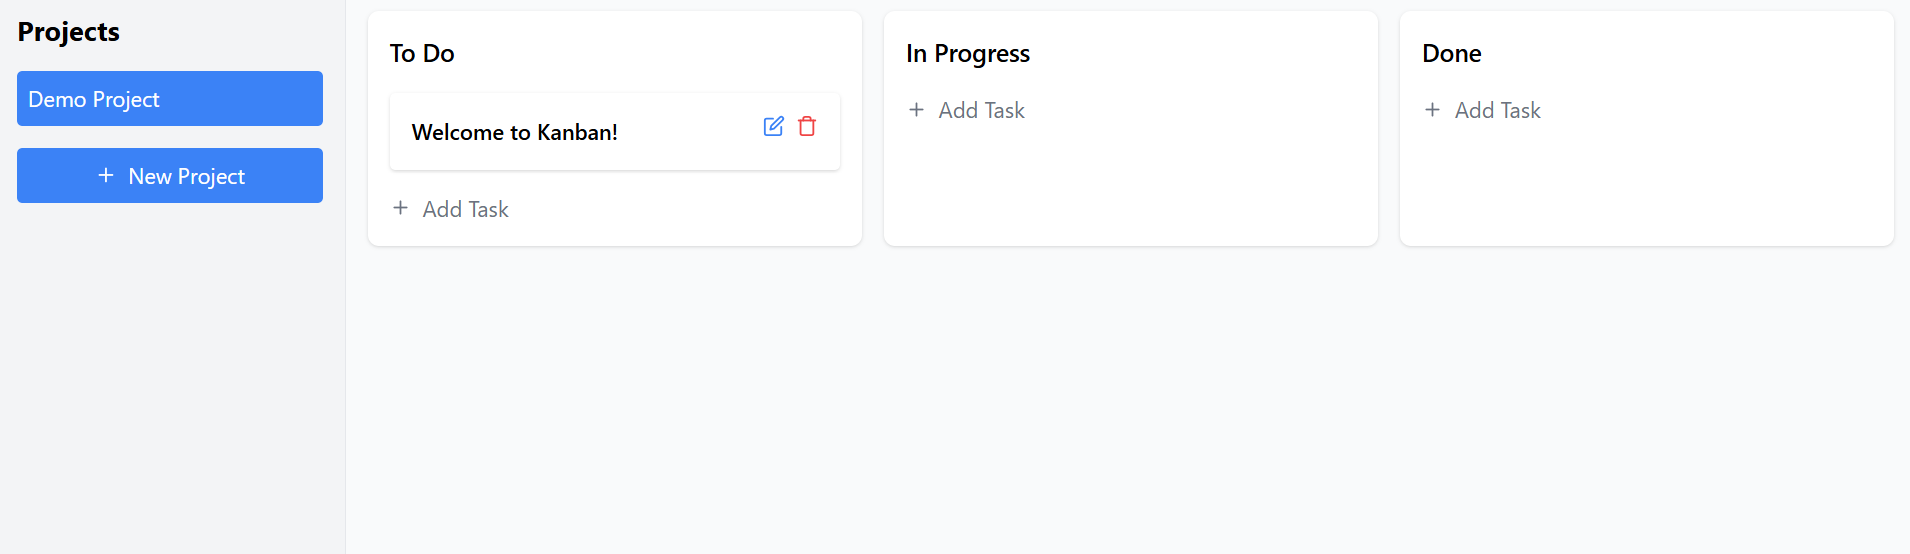 Projects
Demo Project
New Project
To Do
Welcome to Kanban!
Add Task
In Progress
Add Task
Done
Add Task